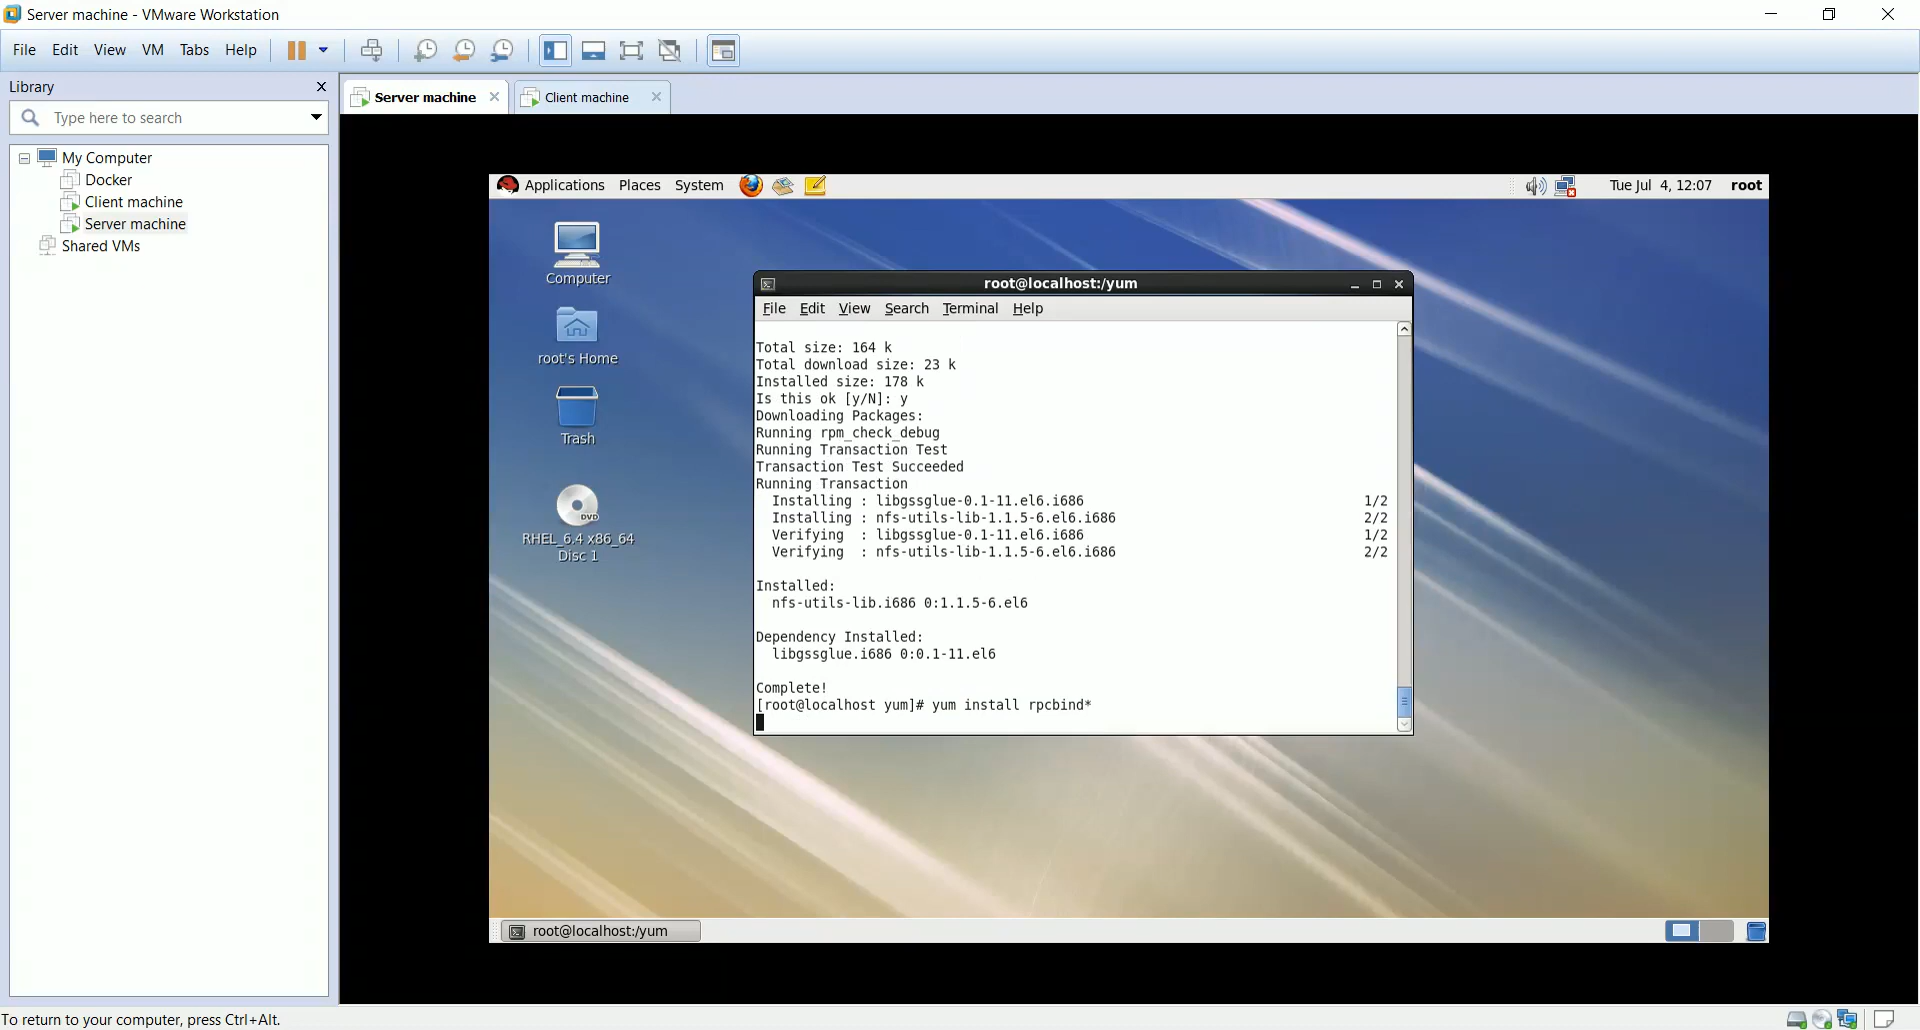 Server machine - VMware Workstation
File Edit View VM Tabs Help
Library
Type here to search
My Computer
Docker
Client machine
Server machine
Shared VMs
Server machine
Client machine
Applications Places System
Tue Jul 4, 12:07 root
Computer
root's Home
Trash
DVD
RHEL_6.4 x86_64
Disc 1
root@localhost:/yum
File Edit View Search Terminal Help
Total size: 164 k
Total download size: 23 k
Installed size: 178 k
Is this ok [y/N]: y
Downloading Packages:
Running rpm_check_debug
Running Transaction Test
Transaction Test Succeeded
Running Transaction
Installing : libgssglue-0.1-11.el6.i686 1/2
Installing : nfs-utils-lib-1.1.5-6.el6.i686 2/2
Verifying : libgssglue-0.1-11.el6.i686 1/2
Verifying : nfs-utils-lib-1.1.5-6.el6.i686 2/2
Installed:
nfs-utils-lib.i686 0:1.1.5-6.el6
Dependency Installed:
libgssglue.i686 0:0.1-11.el6
Complete!
[root@localhost yum]# yum install rpcbind*
root@localhost:/yum
To return to your computer, press Ctrl+Alt.